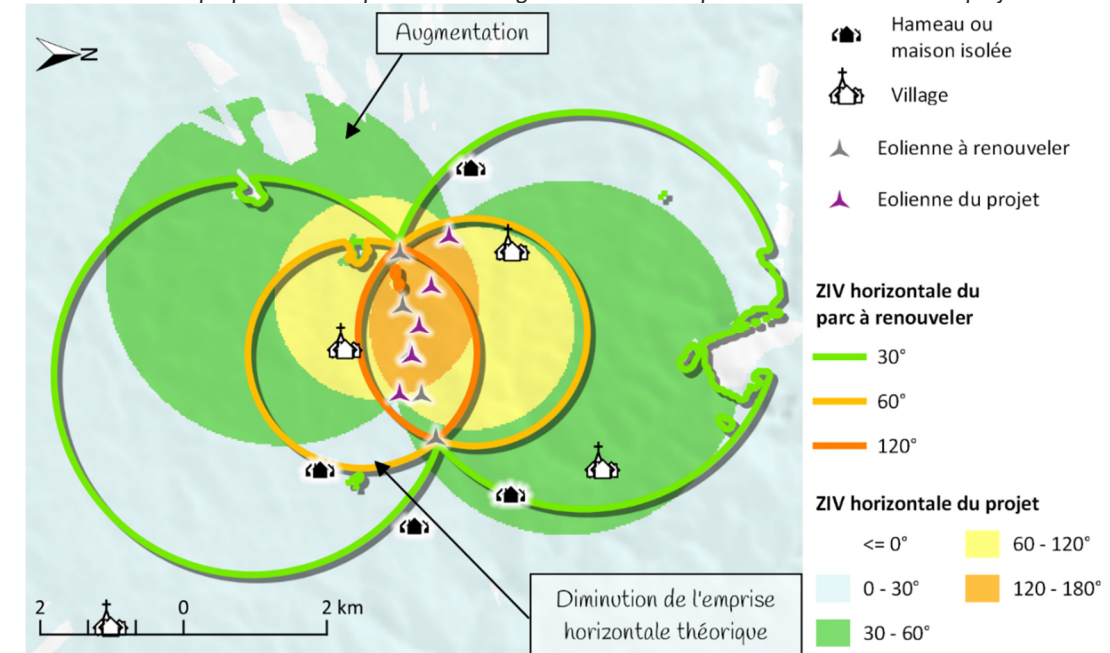 Augmentation
N
Diminution de l'emprise
horizontale théorique
2 0 2 km
Hameau ou
maison isolée
Village
Eolienne à renouveler
Eolienne du projet
ZIV horizontale du
parc à renouveler
30°
60°
120°
ZIV horizontale du projet
<= 0°
0 - 30°
30 - 60°
60 - 120°
120 - 180°